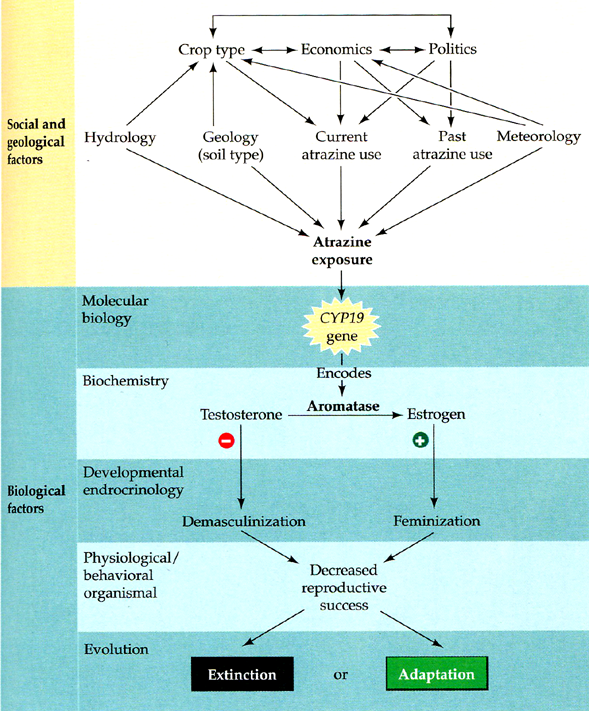 Crop type
Economics
Politics
Social and
geological
factors
Hydrology
Geology
(soil type)
Current
atrazine use
Past
atrazine use
Meteorology
Atrazine
exposure
Molecular
biology
CYP19
gene
Encodes
Biochemistry
Aromatase
Testosterone
Estrogen
Biological
factors
Developmental
endocrinology
Demasculinization
Feminization
Physiological/
behavioral
organismal
Decreased
reproductive
success
Evolution
Extinction
or
Adaptation